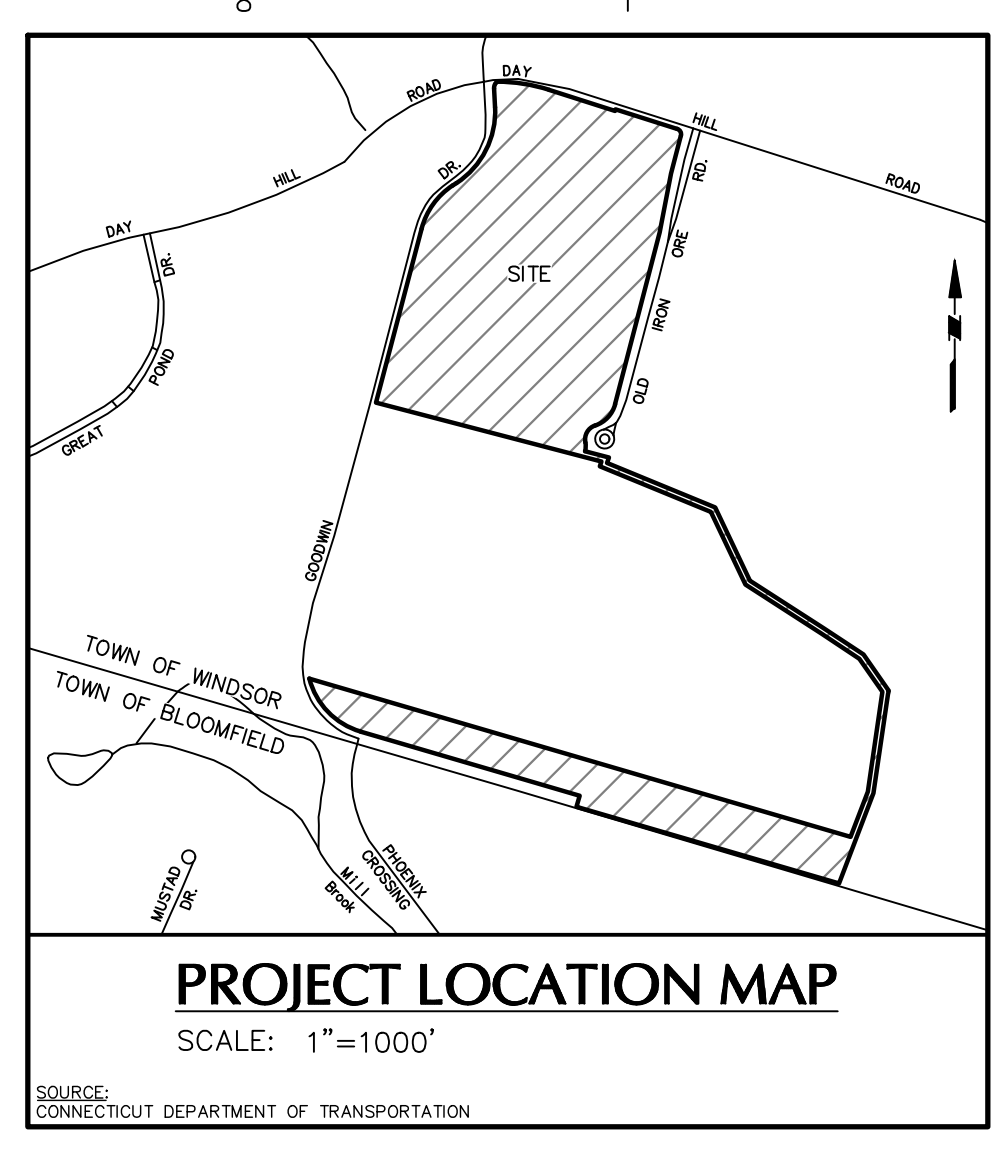 DAY
ROAD
HILL
DAY
HILL
ROAD
DR.
RD.
ORE
IRON
OLD
DR.
POND
GREAT
SITE
N
GOODWIN
TOWN OF WINDSOR
TOWN OF BLOOMFIELD
PHOENIX
CROSSING
Mill
Brook
MUSTAD
DR.
PROJECT LOCATION MAP
SCALE: 1"=1000'
SOURCE:
CONNECTICUT DEPARTMENT OF TRANSPORTATION